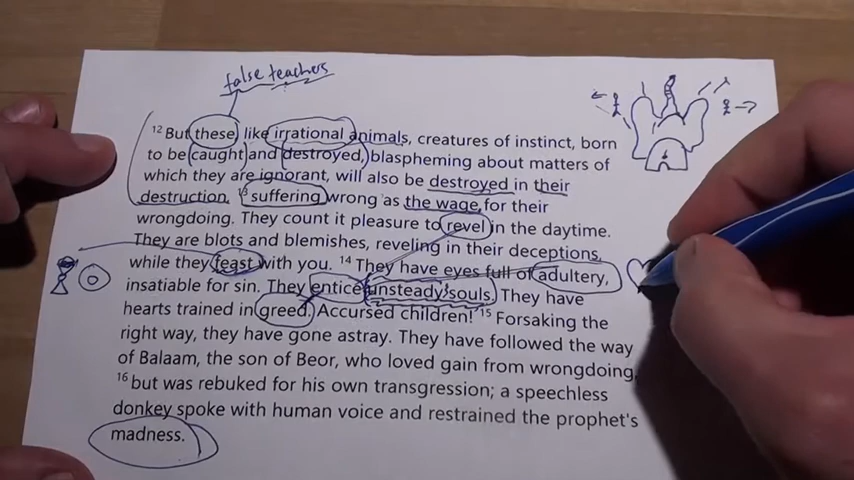 false teachers
12 But these like irrational animals, creatures of instinct, born
to be caught and destroyed, blaspheming about matters of
which they are ignorant, will also be destroyed in their
destruction, 13 suffering wrong as the wage for their
wrongdoing. They count it pleasure to revel in the daytime.
They are blots and blemishes, reveling in their deceptions,
while they feast with you. 14 They have eyes full of adultery,
insatiable for sin. They entice unsteady souls. They have
hearts trained in greed. Accursed children! 15 Forsaking the
right way, they have gone astray. They have followed the way
of Balaam, the son of Beor, who loved gain from wrongdoing,
16 but was rebuked for his own transgression; a speechless
donkey spoke with human voice and restrained the prophet's
madness.